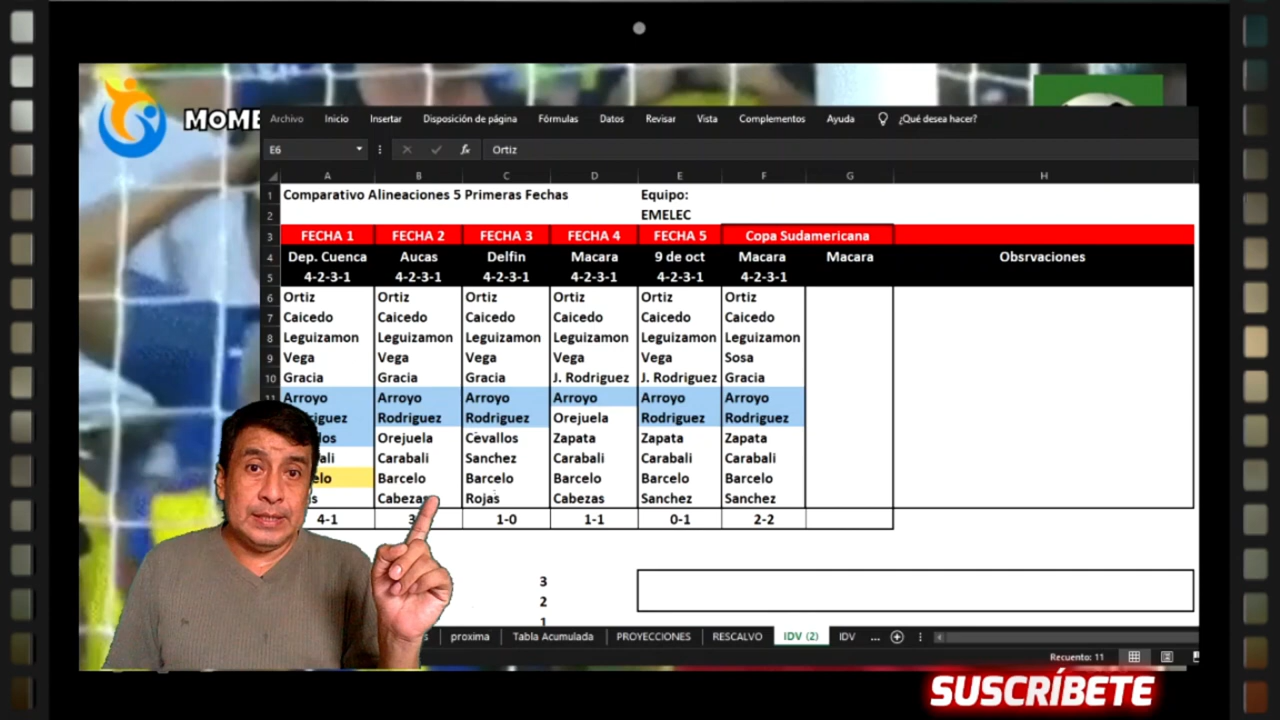 MOME
Archivo Inicio Insertar Disposición de página Fórmulas Datos Revisar Vista Complementos Ayuda ¿Qué desea hacer?
E6 fx Ortiz
A B C D E F G H
1 Comparativo Alineaciones 5 Primeras Fechas Equipo:
2 EMELEC
3 FECHA 1 FECHA 2 FECHA 3 FECHA 4 FECHA 5 Copa Sudamericana
4 Dep. Cuenca Aucas Delfin Macara 9 de oct Macara Macara Obsrvaciones
5 4-2-3-1 4-2-3-1 4-2-3-1 4-2-3-1 4-2-3-1 4-2-3-1
6 Ortiz Ortiz Ortiz Ortiz Ortiz Ortiz
7 Caicedo Caicedo Caicedo Caicedo Caicedo Caicedo
8 Leguizamon Leguizamon Leguizamon Leguizamon Leguizamon Leguizamon
9 Vega Vega Vega Vega Vega Sosa
10 Gracia Gracia Gracia J. Rodriguez J. Rodriguez Gracia
11 Arroyo Arroyo Arroyo Arroyo Arroyo Arroyo
Rodriguez Rodriguez Orejuela Rodriguez Rodriguez
Orejuela Cevallos Zapata Zapata Zapata
Carabali Sanchez Carabali Carabali Carabali
Barcelo Barcelo Barcelo Barcelo Barcelo
Cabezas Rojas Cabezas Sanchez Sanchez
4-1 3 1-0 1-1 0-1 2-2
3
2
1
proxima Tabla Acumulada PROYECCIONES RESCALVO IDV (2) IDV ...
Recuento: 11
SUSCRÍBETE